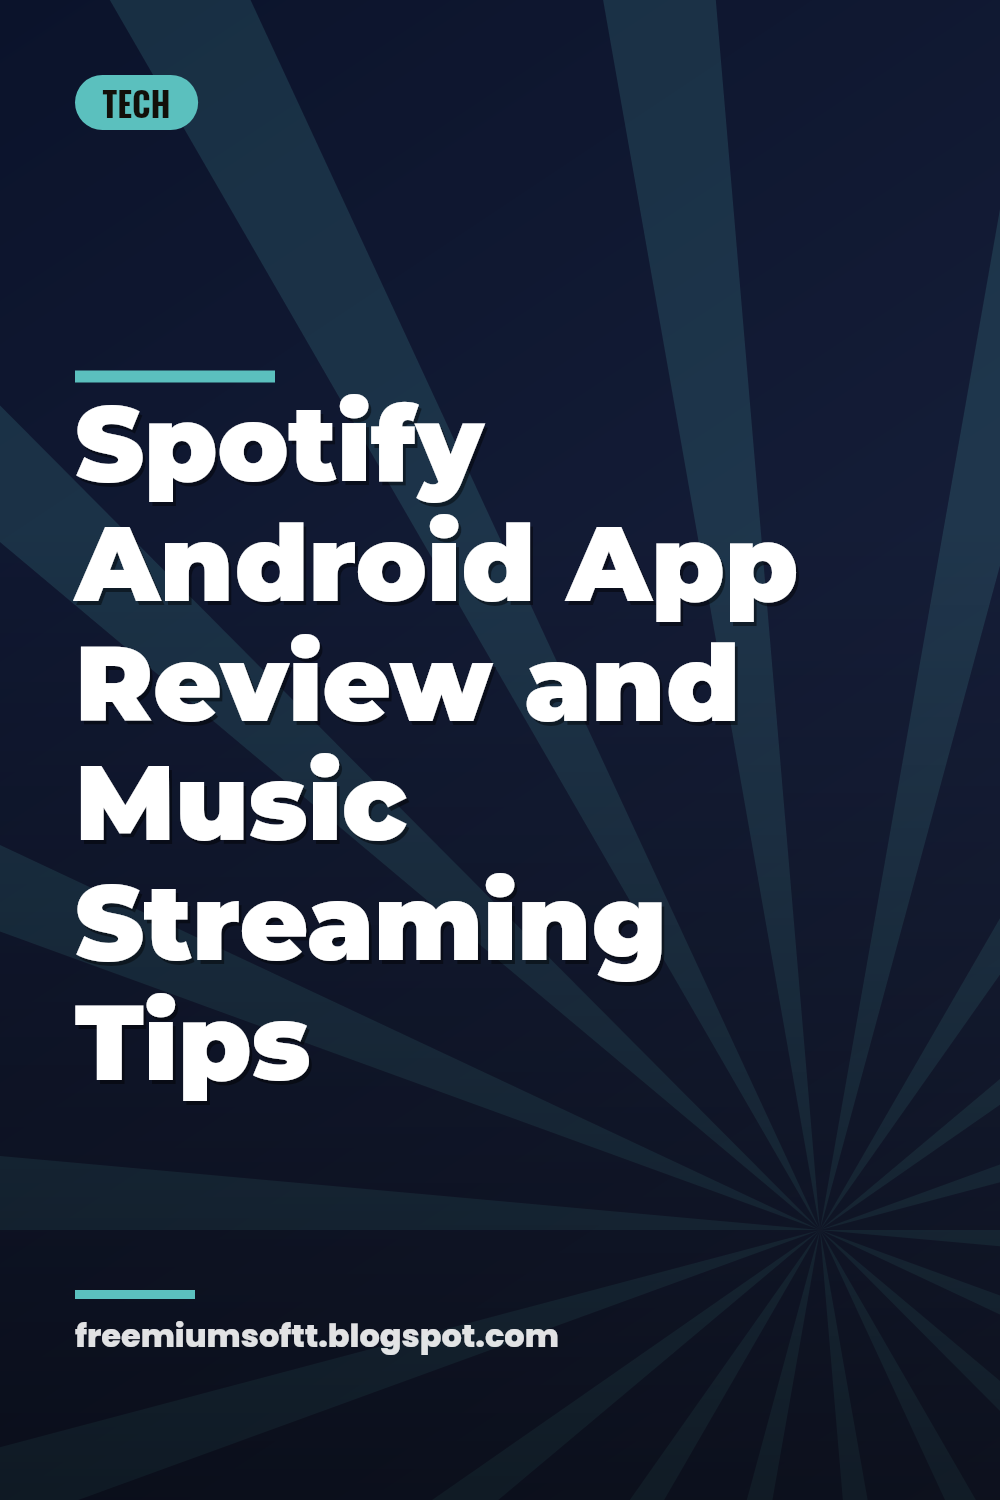 TECH
Spotify
Android App
Review and
Music
Streaming
Tips
freemiumsoftt.blogspot.com